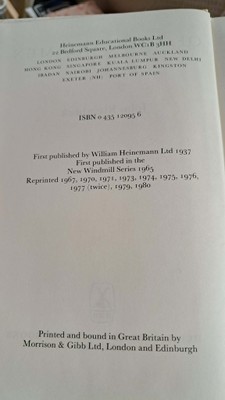 Heinemann Educational Books Ltd
22 Bedford Square, London WC1B 3HH
LONDON EDINBURGH MELBOURNE AUCKLAND
HONG KONG SINGAPORE KUALA LUMPUR NEW DELHI
IBADAN NAIROBI JOHANNESBURG KINGSTON
EXETER (NH) PORT OF SPAIN
ISBN 0 435 12095 6
First published by William Heinemann Ltd 1937
First published in the
New Windmill Series 1965
Reprinted 1967, 1970, 1971, 1973, 1974, 1975, 1976,
1977 (twice), 1979, 1980
Printed and bound in Great Britain by
Morrison & Gibb Ltd, London and Edinburgh